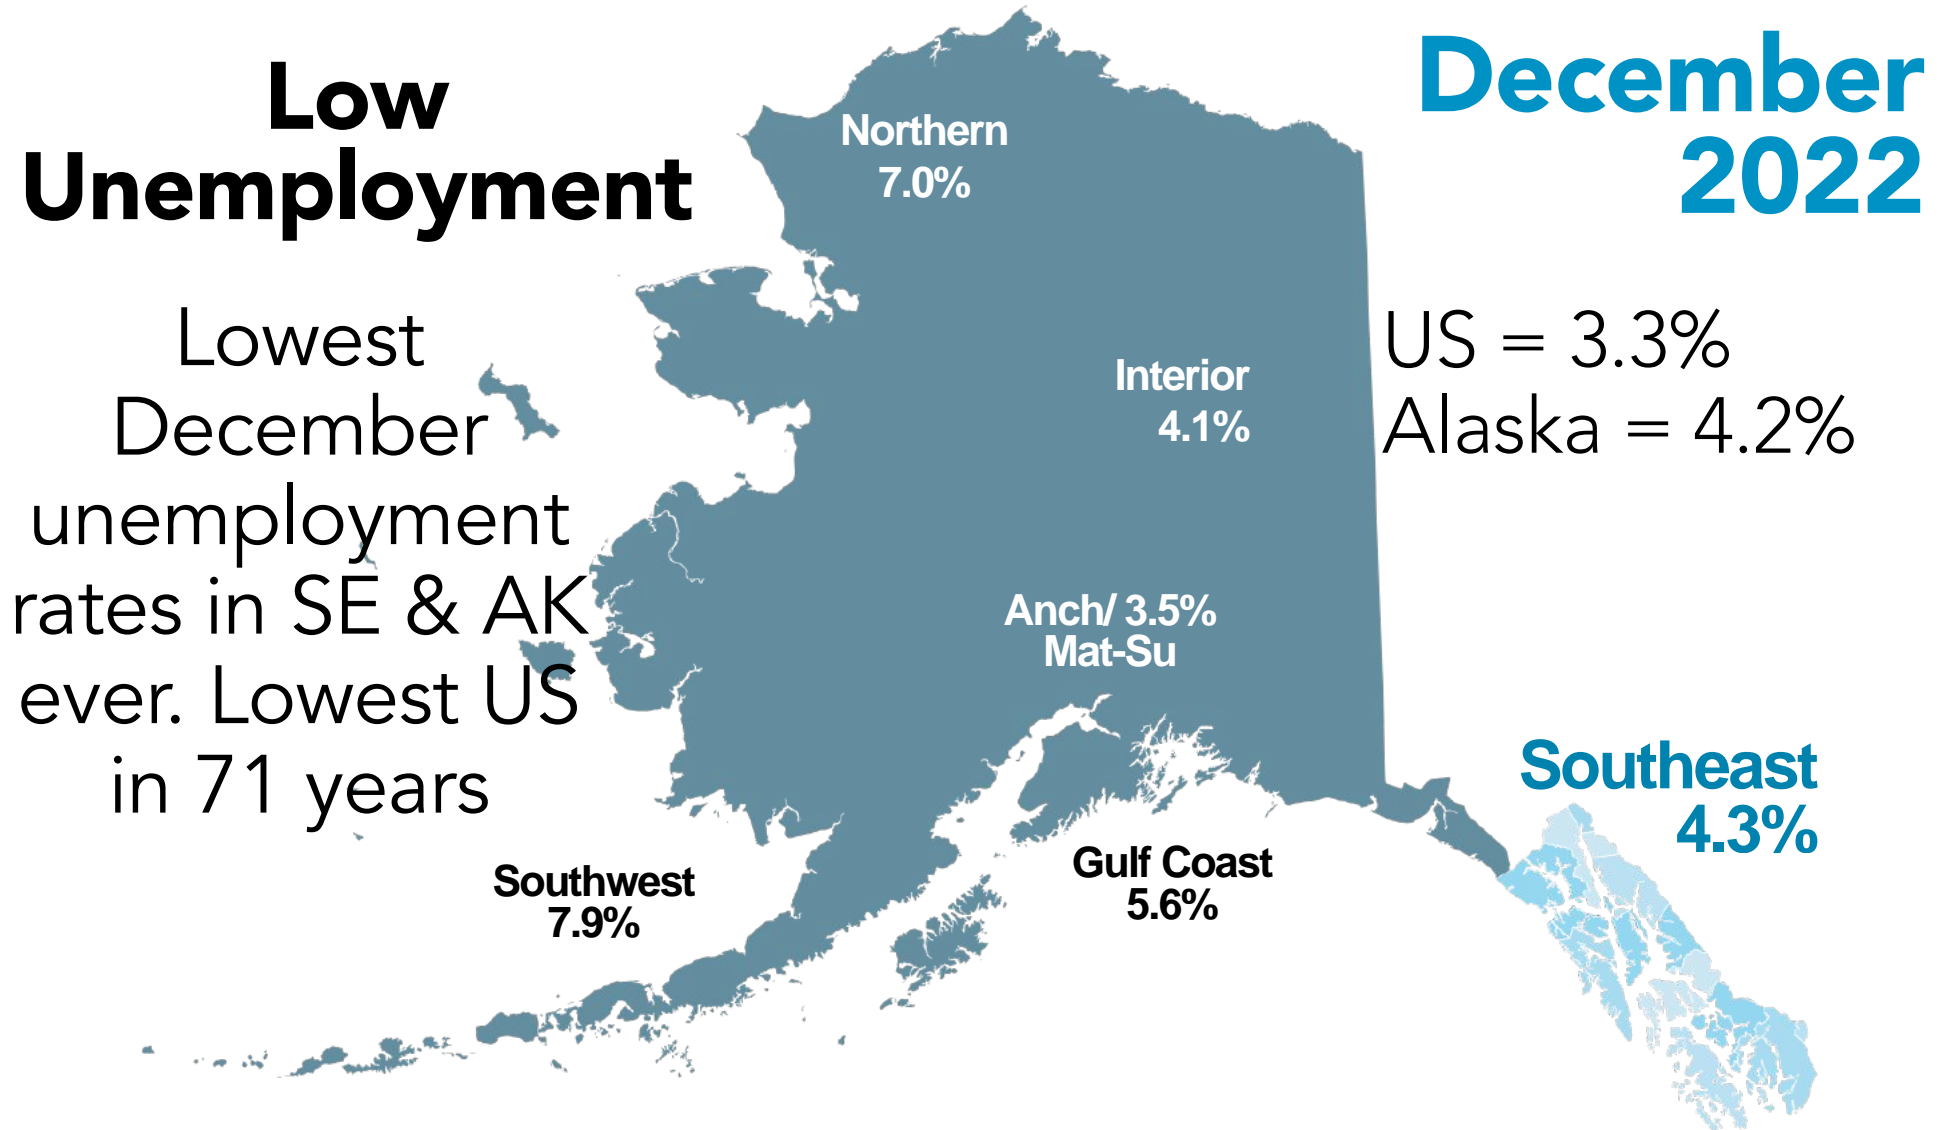 Low
Unemployment
Lowest
December
unemployment
rates in SE & AK
ever. Lowest US
in 71 years
December
2022
US = 3.3%
Alaska = 4.2%
Northern
7.0%
Interior
4.1%
Anch/ 3.5%
Mat-Su
Southeast
4.3%
Gulf Coast
5.6%
Southwest
7.9%